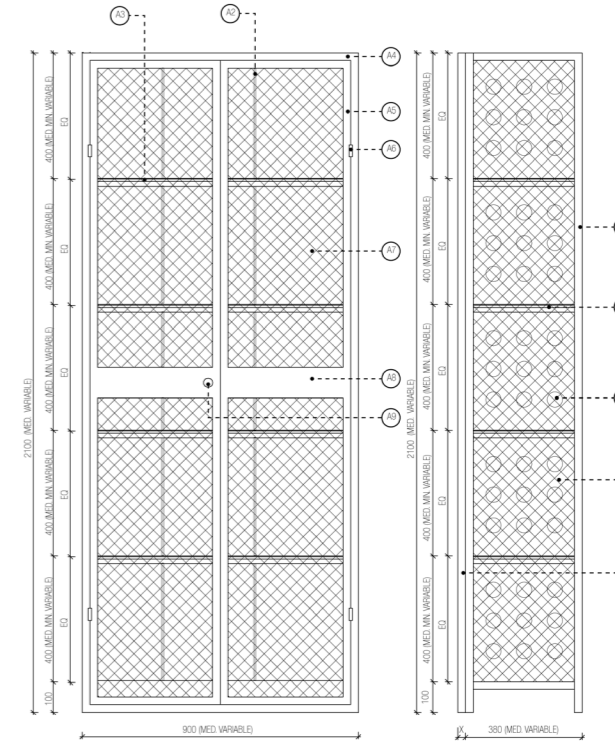 A3
A2
A4
A5
A6
A7
A8
A9
2100 (MED. VARIABLE)
400 (MED. MIN. VARIABLE)
400 (MED. MIN. VARIABLE)
400 (MED. MIN. VARIABLE)
400 (MED. MIN. VARIABLE)
400 (MED. MIN. VARIABLE)
100
EQ
EQ
EQ
EQ
EQ
900 (MED. VARIABLE)
2100 (MED. VARIABLE)
400 (MED. MIN. VARIABLE)
400 (MED. MIN. VARIABLE)
400 (MED. MIN. VARIABLE)
400 (MED. MIN. VARIABLE)
400 (MED. MIN. VARIABLE)
100
EQ
EQ
EQ
EQ
EQ
X
380 (MED. VARIABLE)